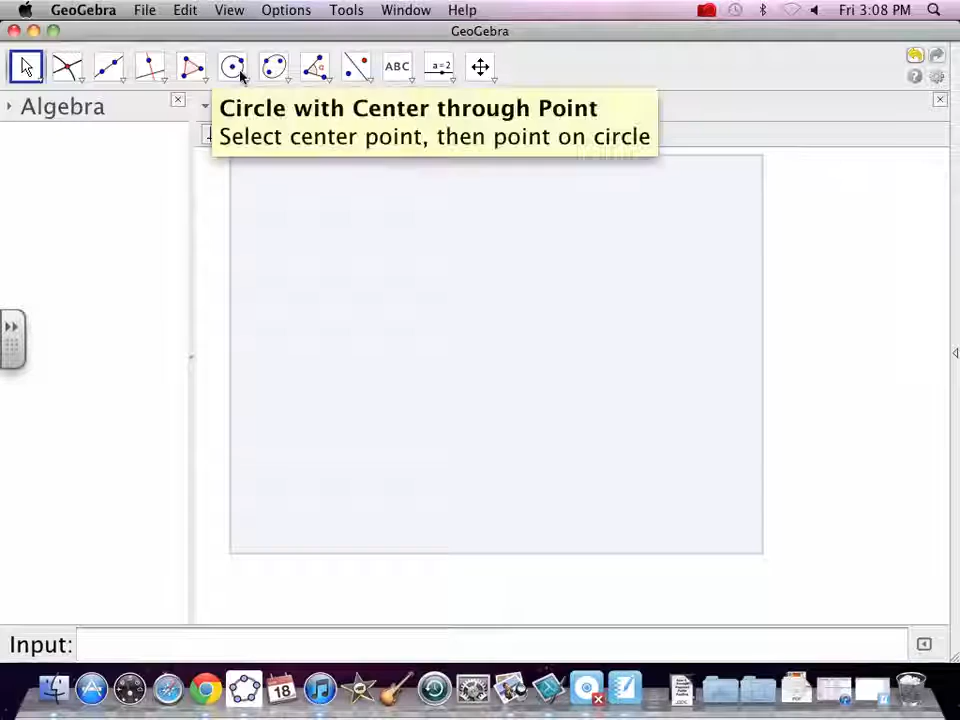 GeoGebra File Edit View Options Tools Window Help Fri 3:08 PM
GeoGebra
ABC a=2
Algebra
Circle with Center through Point
Select center point, then point on circle
Input:
18